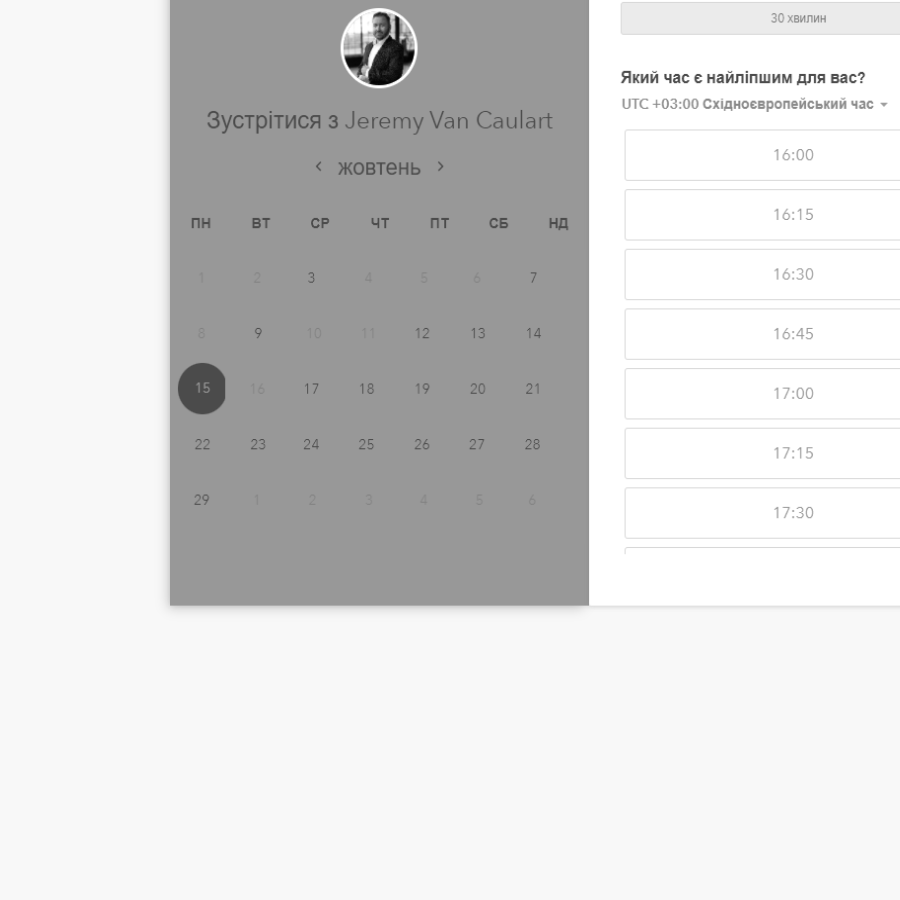 Зустрітися з Jeremy Van Caulart
жовтень
ПН ВТ СР ЧТ ПТ СБ НД
1 2 3 4 5 6 7
8 9 10 11 12 13 14
15 16 17 18 19 20 21
22 23 24 25 26 27 28
29 1 2 3 4 5 6
30 хвилин
Який час є найліпшим для вас?
UTC +03:00 Східноєвропейський час
16:00
16:15
16:30
16:45
17:00
17:15
17:30